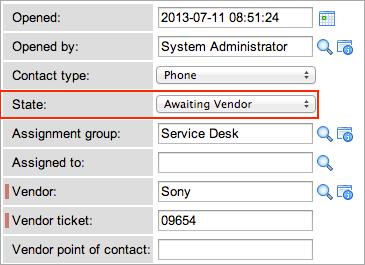 Opened: 2013-07-11 08:51:24
Opened by: System Administrator
Contact type: Phone
State: Awaiting Vendor
Assignment group: Service Desk
Assigned to:
Vendor: Sony
Vendor ticket: 09654
Vendor point of contact: